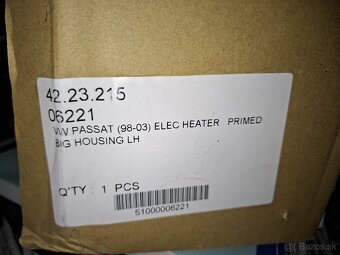 42.23.215
06221
VW PASSAT (98-03) ELEC HEATER PRIMED
BIG HOUSING LH
Q'TY : 1 PCS
51000006221
Bazos.sk